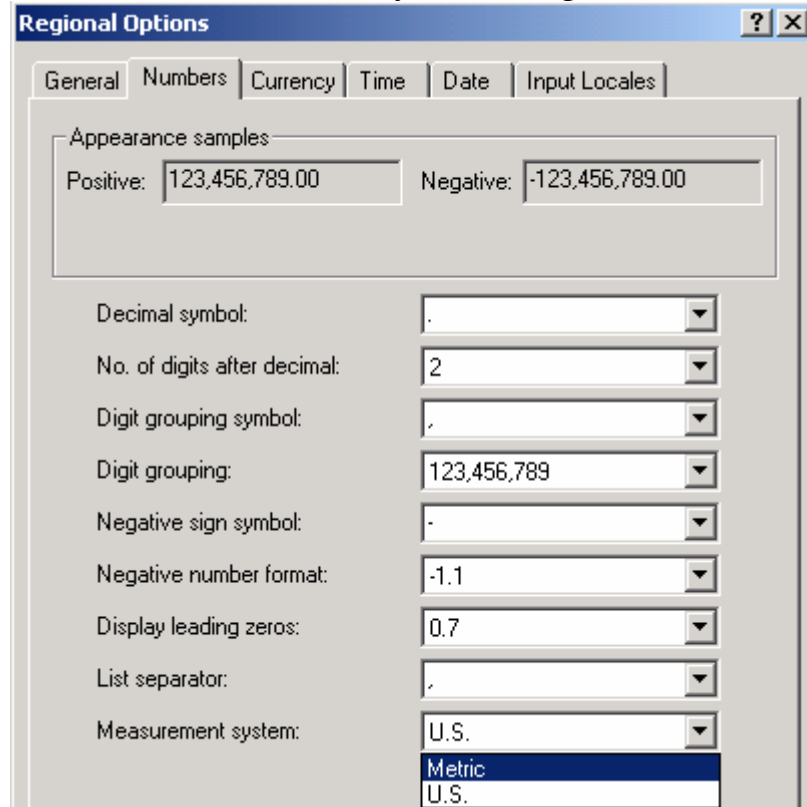 Regional Options
General Numbers Currency Time Date Input Locales
Appearance samples
Positive: 123,456,789.00 Negative: -123,456,789.00
Decimal symbol: .
No. of digits after decimal: 2
Digit grouping symbol: ,
Digit grouping: 123,456,789
Negative sign symbol: -
Negative number format: -1.1
Display leading zeros: 0.7
List separator: ,
Measurement system: U.S.
Metric
U.S.